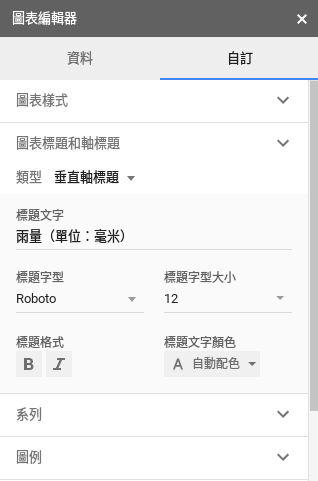 圖表編輯器
資料 自訂
圖表樣式
圖表標題和軸標題
類型 垂直軸標題
標題文字
雨量（單位：毫米）
標題字型 標題字型大小
Roboto 12
標題格式 標題文字顏色
B I A 自動配色
系列
圖例